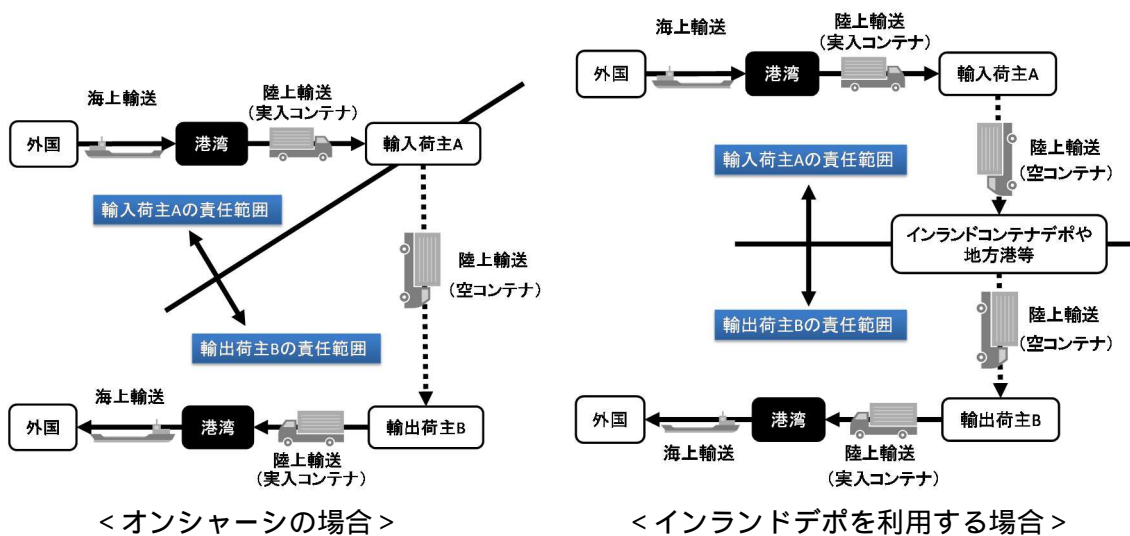 海上輸送
陸上輸送
(実入コンテナ)
外国
港湾
輸入荷主A
輸入荷主Aの責任範囲
陸上輸送
(空コンテナ)
輸出荷主Bの責任範囲
海上輸送
外国
港湾
輸出荷主B
陸上輸送
(実入コンテナ)
<オンシャーシの場合>
海上輸送
陸上輸送
(実入コンテナ)
外国
港湾
輸入荷主A
輸入荷主Aの責任範囲
陸上輸送
(空コンテナ)
インランドコンテナデポや
地方港等
輸出荷主Bの責任範囲
陸上輸送
(空コンテナ)
外国
港湾
輸出荷主B
海上輸送
陸上輸送
(実入コンテナ)
<インランドデポを利用する場合>